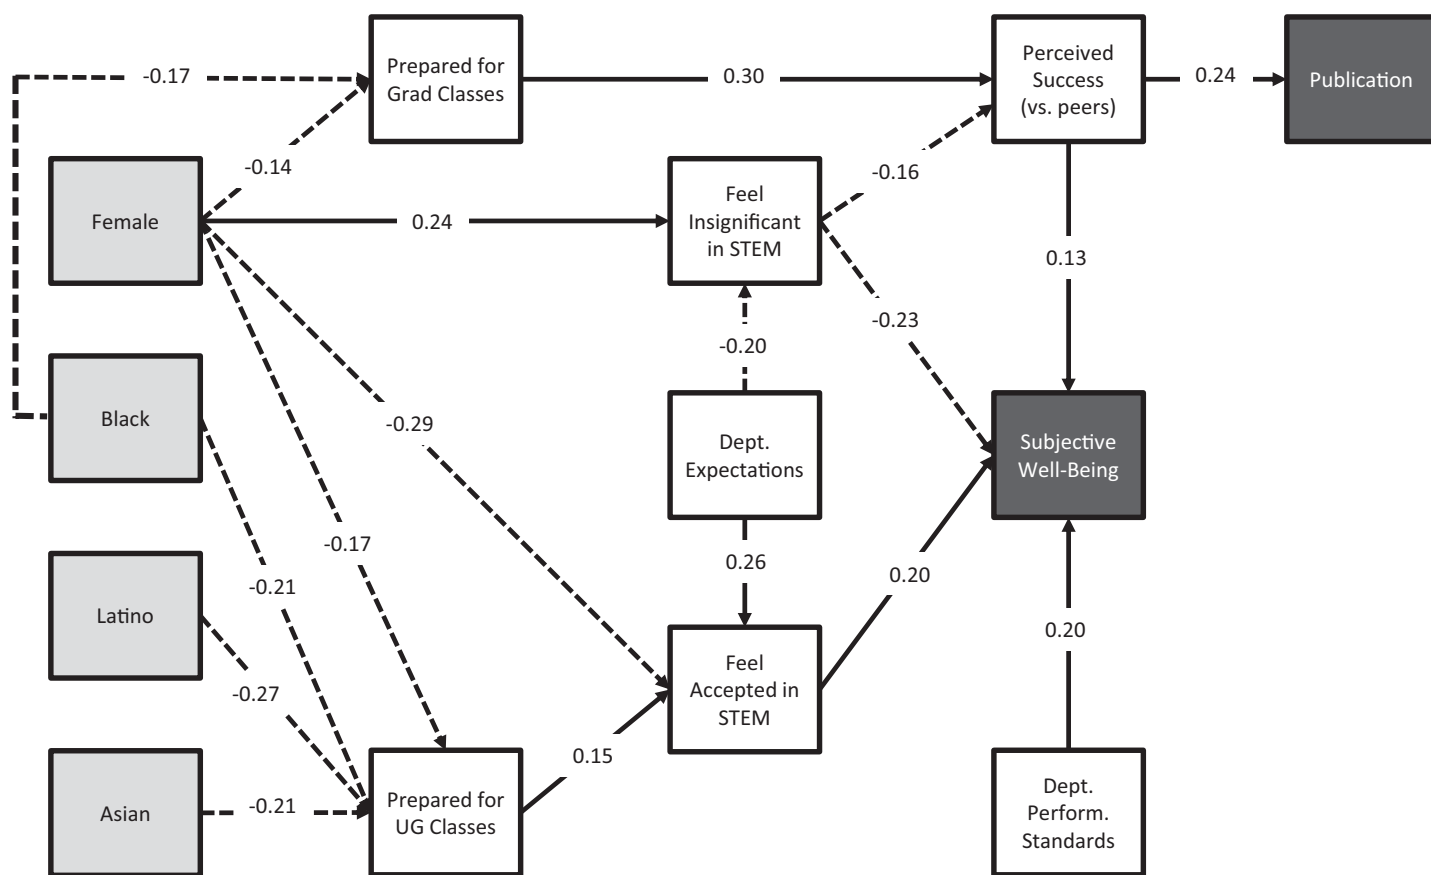 Prepared for
Grad Classes
Perceived
Success
(vs. peers)
Publication
-0.17
0.30
0.24
-0.14
-0.16
Female
0.24
Feel
Insignificant
in STEM
0.13
-0.23
-0.20
Black
-0.29
Dept.
Expectations
Subjective
Well-Being
-0.17
0.26
0.20
-0.21
Latino
0.20
-0.27
Feel
Accepted in
STEM
0.15
Asian
-0.21
Prepared for
UG Classes
Dept.
Perform.
Standards